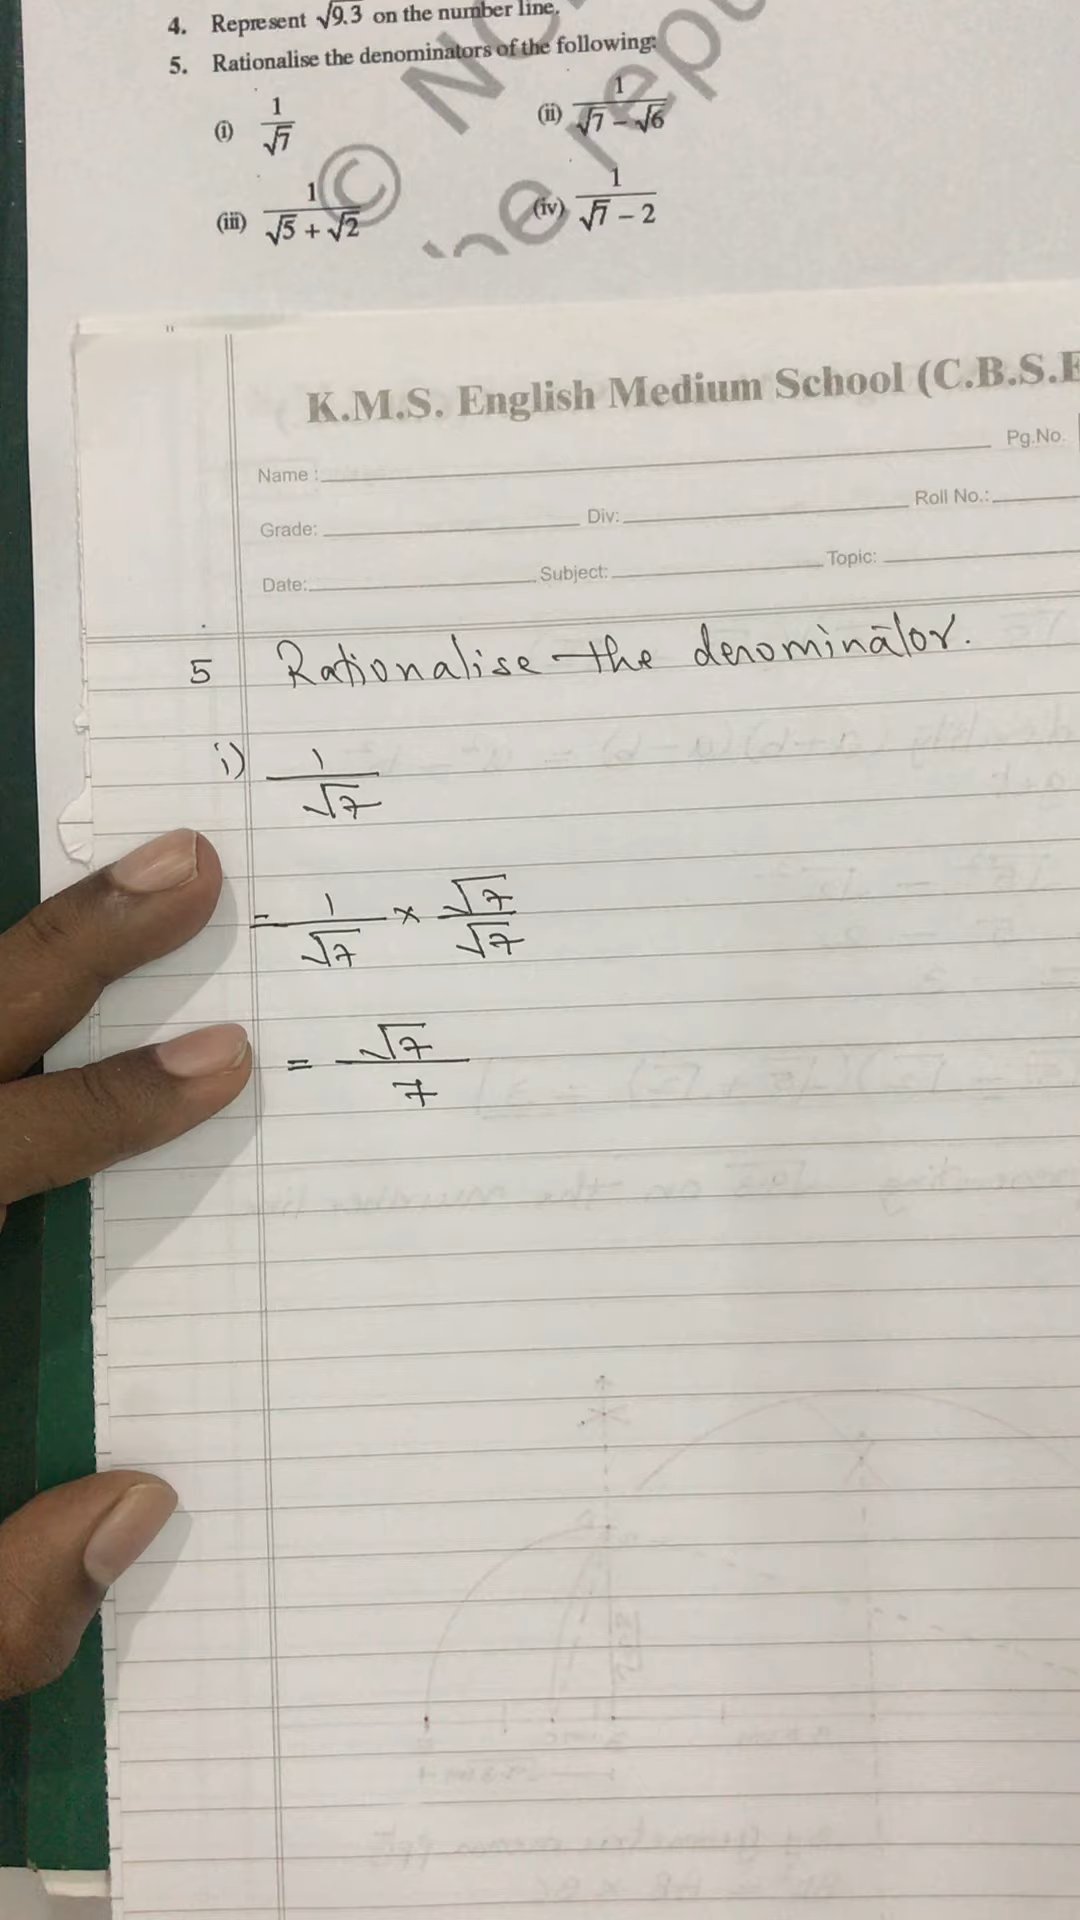 4. Represent √9.3 on the number line.
5. Rationalise the denominators of the following:
(i) 1/√7 (ii) 1/(√7 – √6)
(iii) 1/(√5 + √2) (iv) 1/(√7 – 2)
©
K.M.S. English Medium School (C.B.S.E
Pg.No.
Name :
Grade: Div: Roll No.:
Date: Subject: Topic:
5 Rationalise the denominator.
i) 1/√7
= 1/√7 × √7/√7
= √7/7